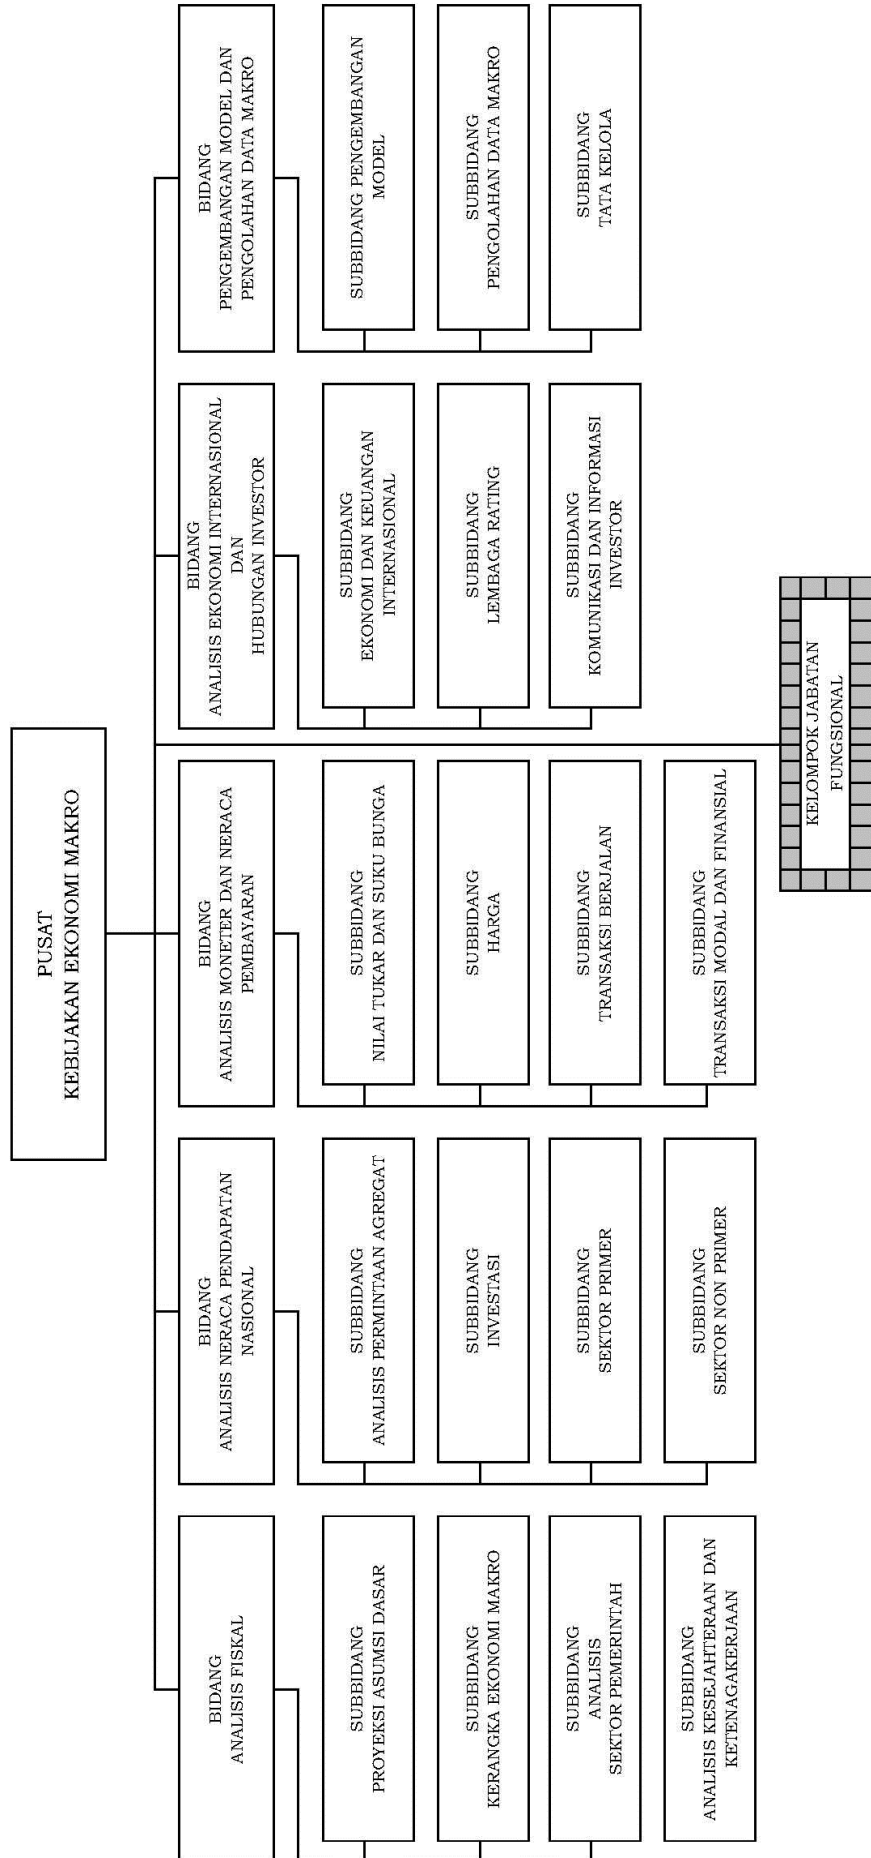 PUSAT
KEBIJAKAN EKONOMI MAKRO
BIDANG
ANALISIS FISKAL
SUBBIDANG
PROYEKSI ASUMSI DASAR
SUBBIDANG
KERANGKA EKONOMI MAKRO
SUBBIDANG
ANALISIS
SEKTOR PEMERINTAH
SUBBIDANG
ANALISIS KESEJAHTERAAN DAN
KETENAGAKERJAAN
BIDANG
ANALISIS NERACA PENDAPATAN
NASIONAL
SUBBIDANG
ANALISIS PERMINTAAN AGREGAT
SUBBIDANG
INVESTASI
SUBBIDANG
SEKTOR PRIMER
SUBBIDANG
SEKTOR NON PRIMER
BIDANG
ANALISIS MONETER DAN NERACA
PEMBAYARAN
SUBBIDANG
NILAI TUKAR DAN SUKU BUNGA
SUBBIDANG
HARGA
SUBBIDANG
TRANSAKSI BERJALAN
SUBBIDANG
TRANSAKSI MODAL DAN FINANSIAL
BIDANG
ANALISIS EKONOMI INTERNASIONAL
DAN
HUBUNGAN INVESTOR
SUBBIDANG
EKONOMI DAN KEUANGAN
INTERNASIONAL
SUBBIDANG
LEMBAGA RATING
SUBBIDANG
KOMUNIKASI DAN INFORMASI
INVESTOR
BIDANG
PENGEMBANGAN MODEL DAN
PENGOLAHAN DATA MAKRO
SUBBIDANG PENGEMBANGAN
MODEL
SUBBIDANG
PENGOLAHAN DATA MAKRO
SUBBIDANG
TATA KELOLA
KELOMPOK JABATAN
FUNGSIONAL